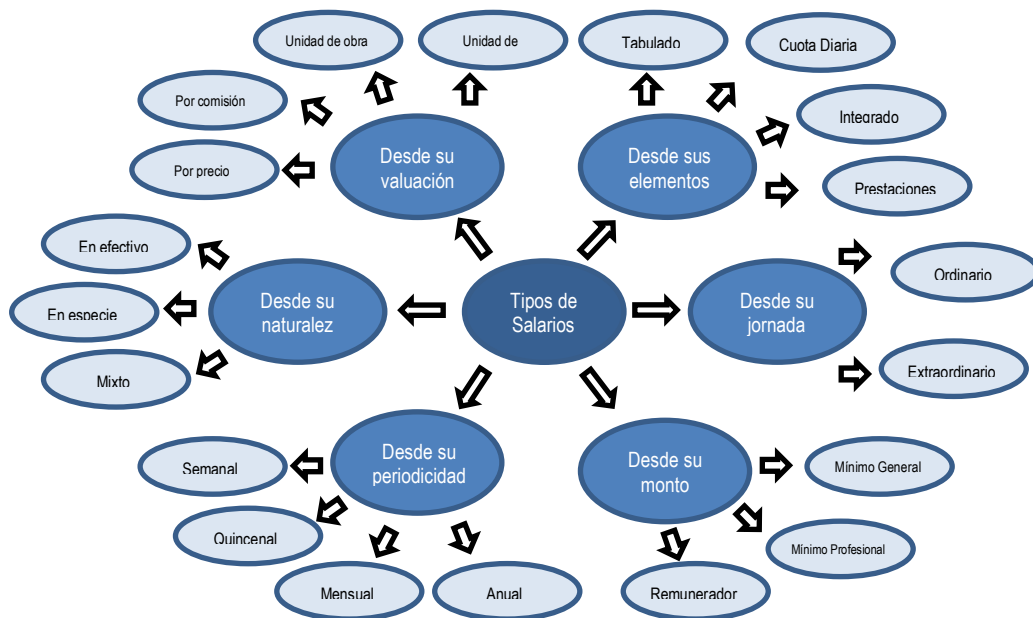 Unidad de obra
Unidad de
Tabulado
Cuota Diaria
Por comisión
Integrado
Por precio
Desde su
valuación
Desde sus
elementos
Prestaciones
En efectivo
Ordinario
En especie
Desde su
naturalez
Tipos de
Salarios
Desde su
jornada
Mixto
Extraordinario
Semanal
Desde su
periodicidad
Desde su
monto
Mínimo General
Quincenal
Mínimo Profesional
Mensual
Anual
Remunerador